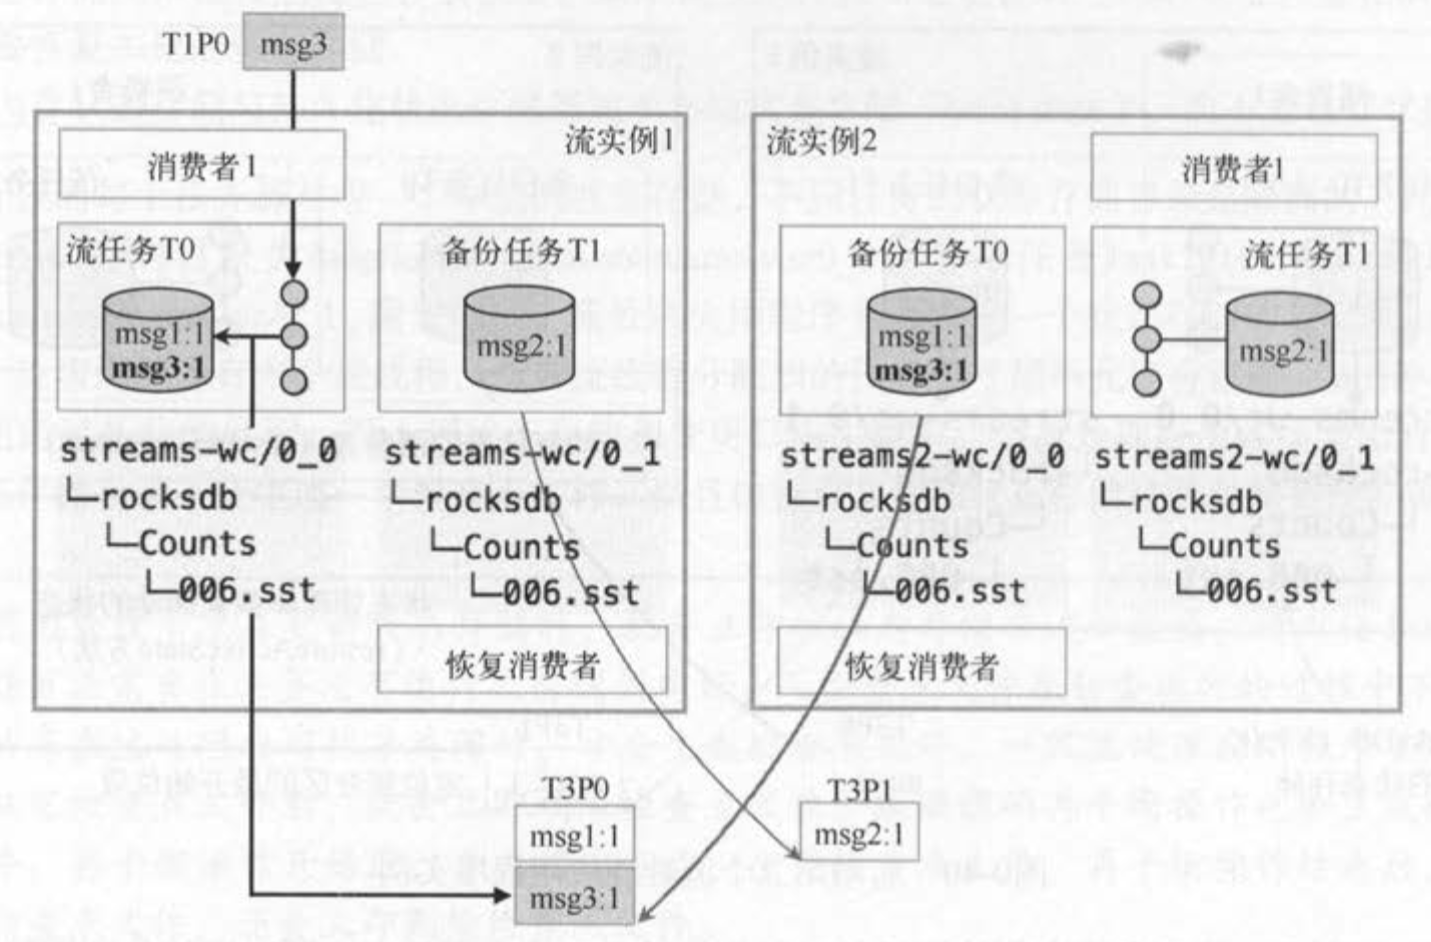 T1P0 msg3
流实例1
消费者1
流任务T0
msg1:1
msg3:1
备份任务T1
msg2:1
streams-wc/0_0
└─rocksdb
└─Counts
└─006.sst
streams-wc/0_1
└─rocksdb
└─Counts
└─006.sst
恢复消费者
流实例2
消费者1
备份任务T0
msg1:1
msg3:1
流任务T1
msg2:1
streams2-wc/0_0
└─rocksdb
└─Counts
└─006.sst
streams2-wc/0_1
└─rocksdb
└─Counts
└─006.sst
恢复消费者
T3P0
msg1:1
msg3:1
T3P1
msg2:1